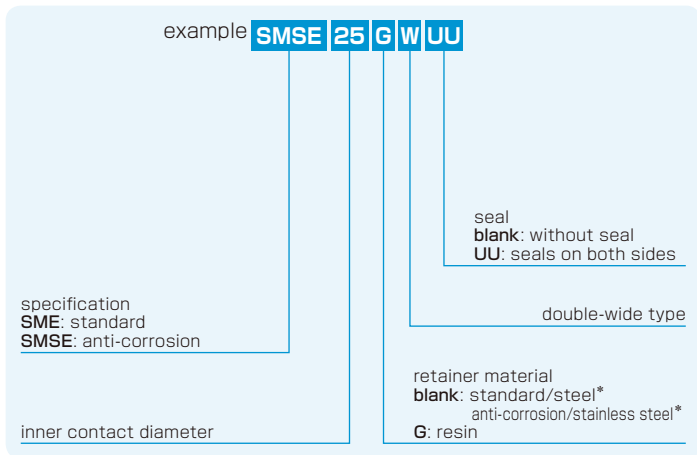 example SMSE 25 G W UU
seal
blank: without seal
UU: seals on both sides
specification
SME: standard
SMSE: anti-corrosion
double-wide type
retainer material
blank: standard/steel*
anti-corrosion/stainless steel*
G: resin
inner contact diameter